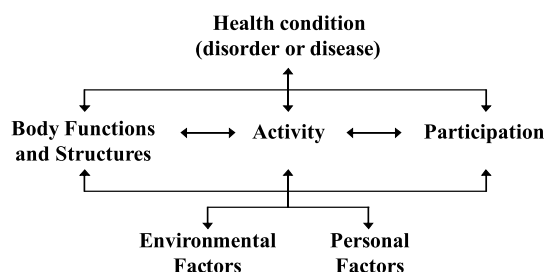 Health condition
(disorder or disease)
Body Functions
and Structures
Activity
Participation
Environmental
Factors
Personal
Factors